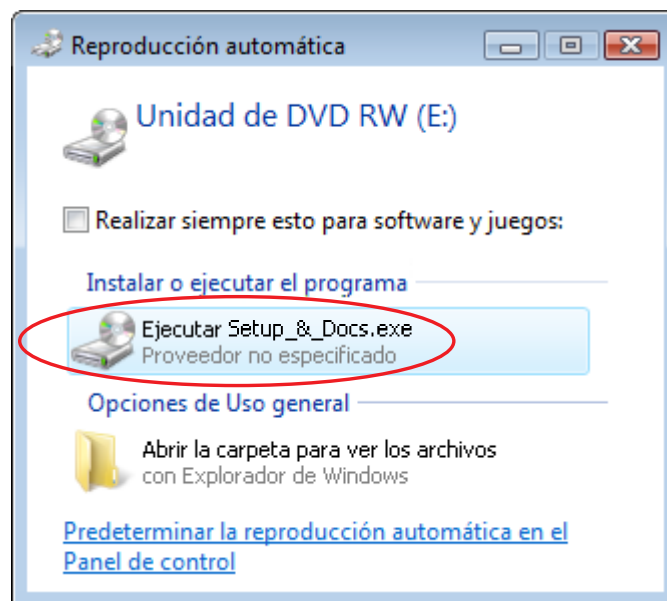 Reproducción automática
Unidad de DVD RW (E:)
Realizar siempre esto para software y juegos:
Instalar o ejecutar el programa
Ejecutar Setup_&_Docs.exe
Proveedor no especificado
Opciones de Uso general
Abrir la carpeta para ver los archivos
con Explorador de Windows
Predeterminar la reproducción automática en el
Panel de control